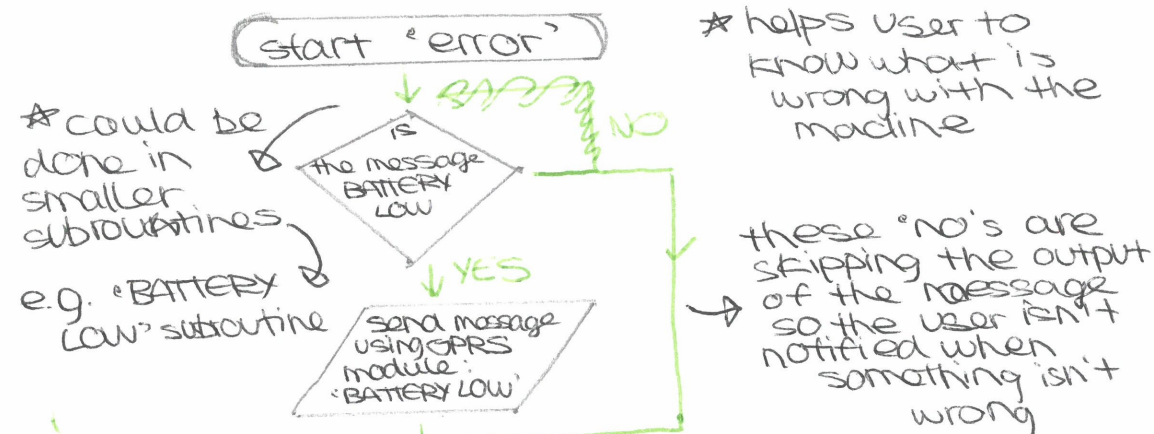 start 'error'
☆ helps user to
know what is
wrong with the
machine
☆ could be
done in
smaller
subroutines
e.g. 'BATTERY
LOW' subroutine
is
the message
BATTERY
LOW
NO
YES
send message
using GPRS
module:
'BATTERY LOW'
these 'no's are
skipping the output
of the message
so the user isn't
notified when
something isn't
wrong